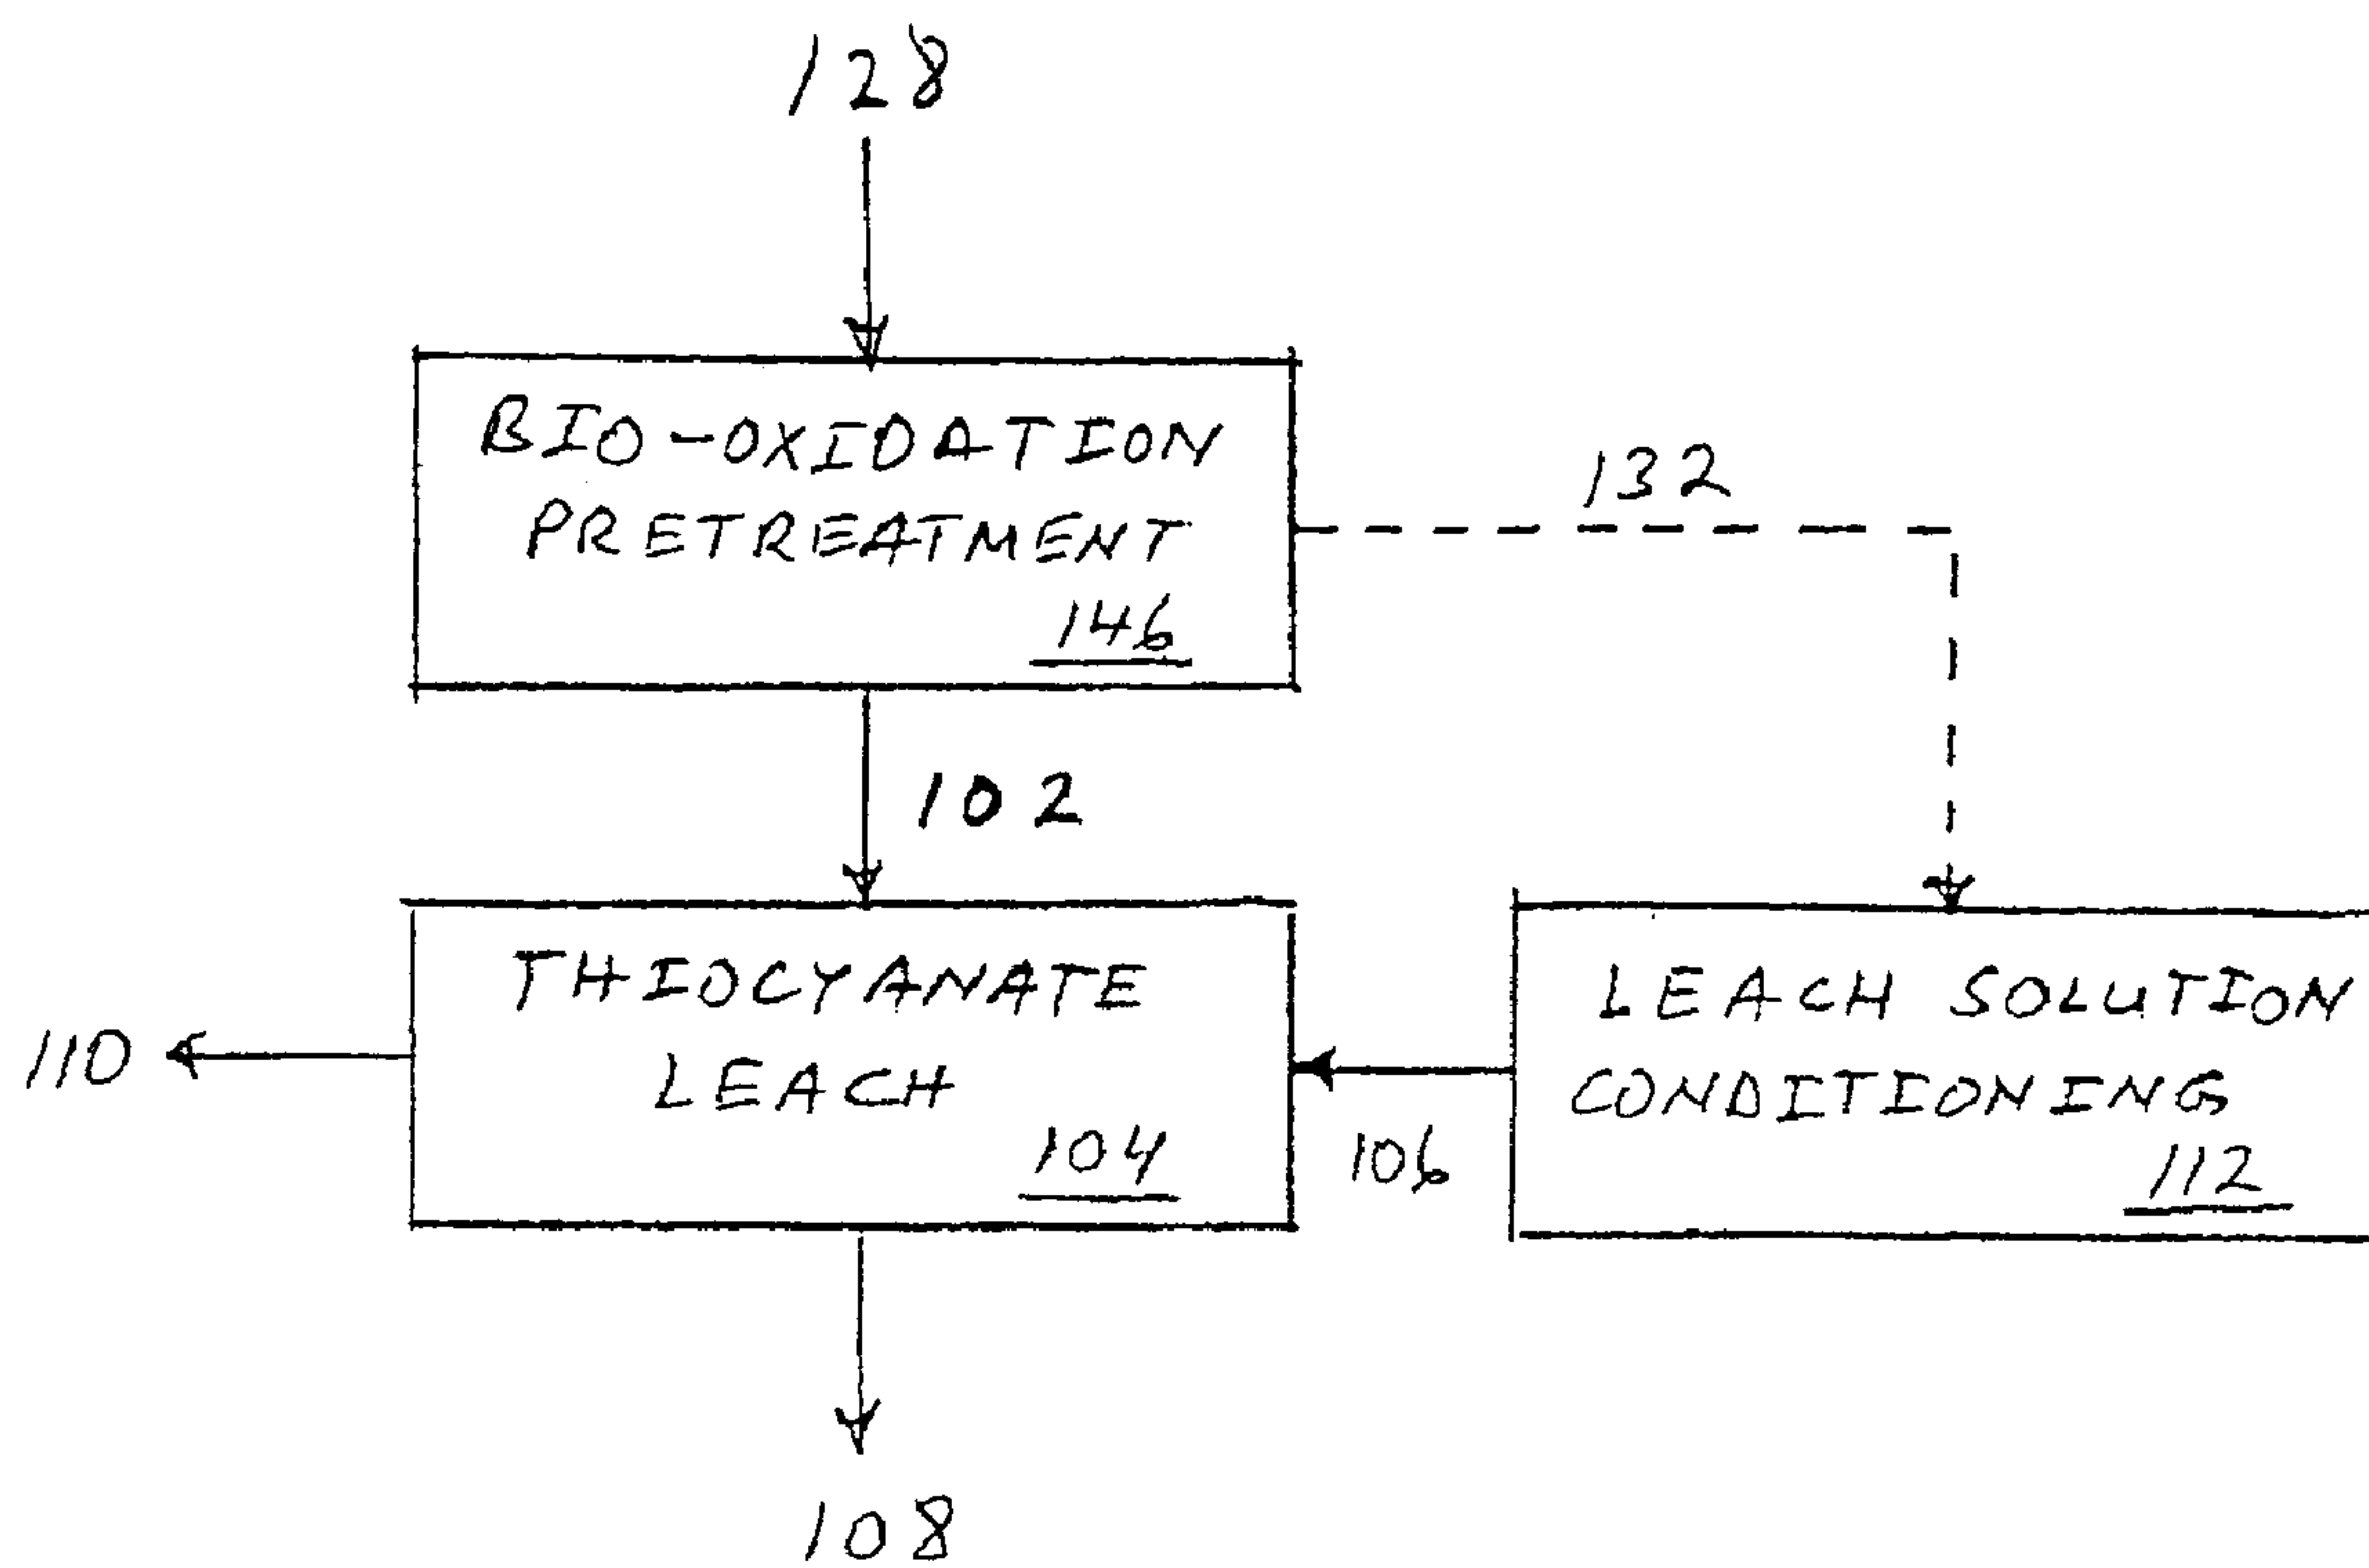 128
BIO-OXIDATION
PRETREATMENT
146
132
102
THIOCYANATE
LEACH
104
110
106
LEACH SOLUTION
CONDITIONING
112
108